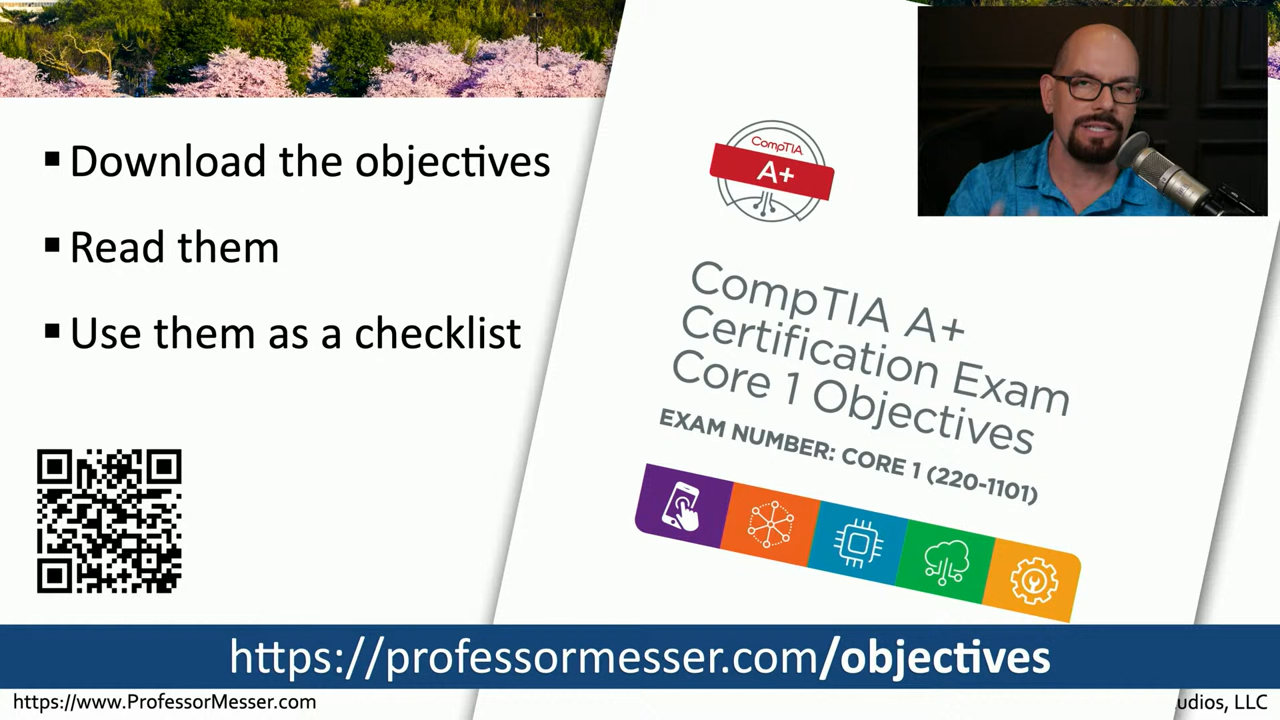 Download the objectives
Read them
Use them as a checklist
CompTIA
A+
CompTIA A+
Certification Exam
Core 1 Objectives
EXAM NUMBER: CORE 1 (220-1101)
https://professormesser.com/objectives
https://www.ProfessorMesser.com
LLC